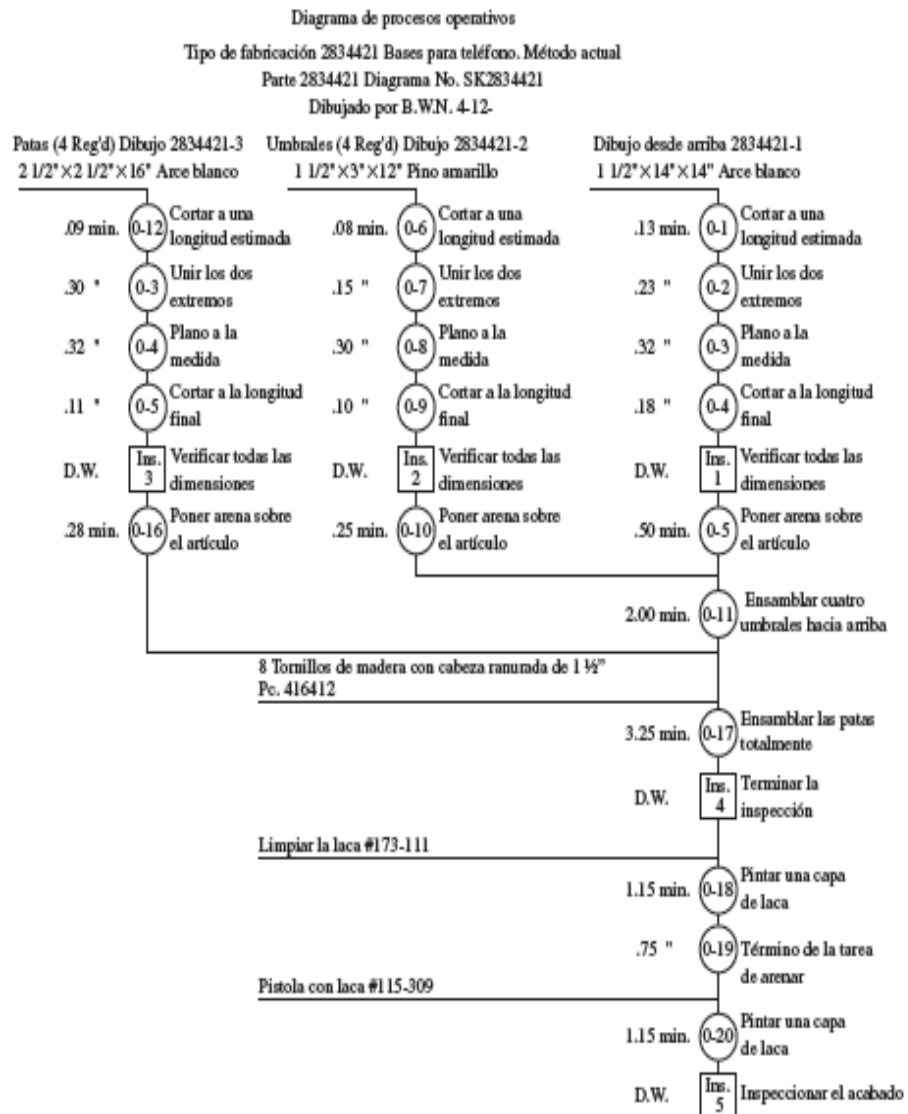 Diagrama de procesos operativos
Tipo de fabricación 2834421 Bases para teléfono. Método actual
Parte 2834421 Diagrama No. SK2834421
Dibujado por B.W.N. 4-12-
Patas (4 Reg'd) Dibujo 2834421-3
2 1/2"×2 1/2"×16" Arce blanco
.09 min. 0-12 Cortar a una
longitud estimada
.30 " 0-3 Unir los dos
extremos
.32 " 0-4 Plano a la
medida
.11 " 0-5 Cortar a la longitud
final
D.W. Ins. 3 Verificar todas las
dimensiones
.28 min. 0-16 Poner arena sobre
el artículo
Umbrales (4 Reg'd) Dibujo 2834421-2
1 1/2"×3"×12" Pino amarillo
.08 min. 0-6 Cortar a una
longitud estimada
.15 " 0-7 Unir los dos
extremos
.30 " 0-8 Plano a la
medida
.10 " 0-9 Cortar a la longitud
final
D.W. Ins. 2 Verificar todas las
dimensiones
.25 min. 0-10 Poner arena sobre
el artículo
Dibujo desde arriba 2834421-1
1 1/2"×14"×14" Arce blanco
.13 min. 0-1 Cortar a una
longitud estimada
.23 " 0-2 Unir los dos
extremos
.32 " 0-3 Plano a la
medida
.18 " 0-4 Cortar a la longitud
final
D.W. Ins. 1 Verificar todas las
dimensiones
.50 min. 0-5 Poner arena sobre
el artículo
2.00 min. 0-11 Ensamblar cuatro
umbrales hacia arriba
8 Tornillos de madera con cabeza ranurada de 1 ½”
Pc. 416412
3.25 min. 0-17 Ensamblar las patas
totalmente
D.W. Ins. 4 Terminar la
inspección
Limpiar la laca #173-111
1.15 min. 0-18 Pintar una capa
de laca
.75 " 0-19 Término de la tarea
de arenar
Pistola con laca #115-309
1.15 min. 0-20 Pintar una capa
de laca
D.W. Ins. 5 Inspeccionar el acabado